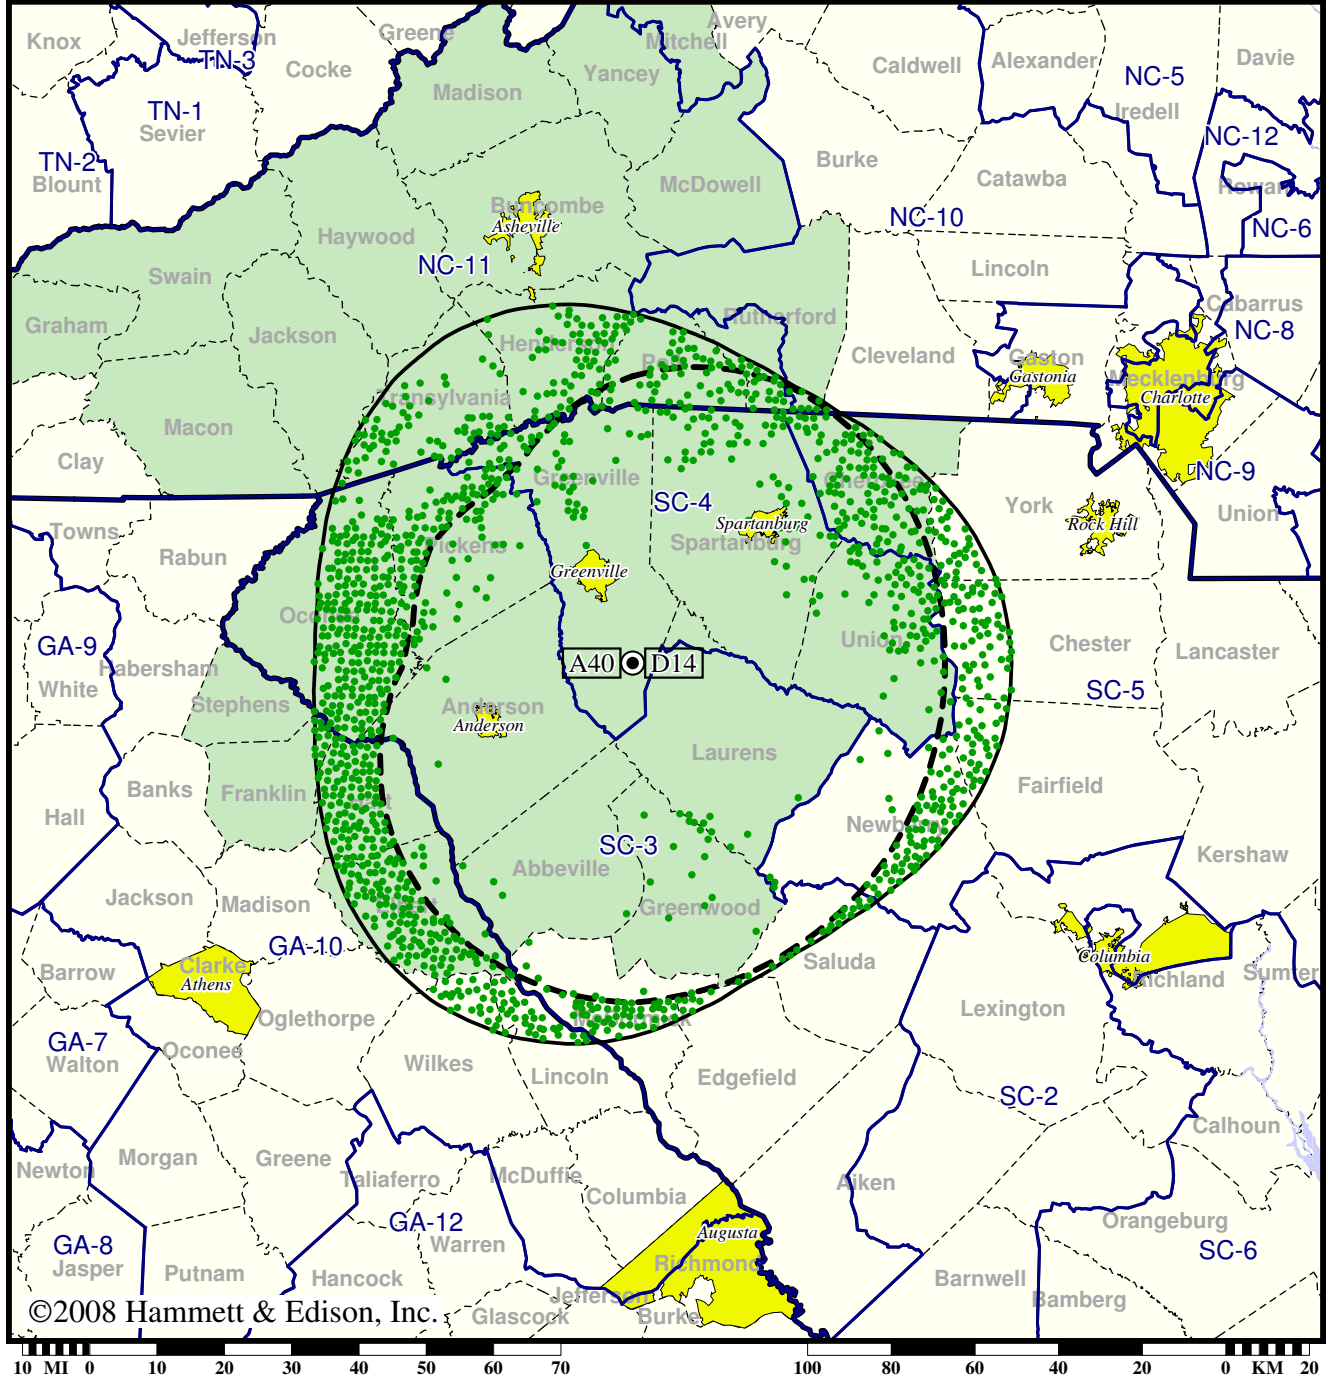 Knox
Jefferson
TN-3
Greene
Cocke
Avery
Mitchell
Yancey
Madison
Caldwell
Alexander
NC-5
Davie
Iredell
TN-1
Sevier
TN-2
Blount
NC-12
Burke
Catawba
Rowan
McDowell
Buncombe
Asheville
NC-10
NC-6
Haywood
NC-11
Swain
Lincoln
Cabarrus
NC-8
Graham
Jackson
Rutherford
Henderson
Polk
Cleveland
Gaston
Gastonia
Mecklenburg
Charlotte
Transylvania
Macon
Clay
NC-9
Greenville
SC-4
Cherokee
York
Rock Hill
Union
Towns
Rabun
Pickens
Spartanburg
Spartanburg
Greenville
Oconee
Union
Chester
Lancaster
GA-9
White
Habersham
A40
D14
SC-5
Stephens
Anderson
Anderson
Laurens
Banks
Franklin
Hart
Hall
Fairfield
Newberry
SC-3
Abbeville
Kershaw
Jackson
Madison
Elbert
Greenwood
GA-10
Barrow
Clarke
Athens
Saluda
Columbia
Richland
Sumter
Lexington
Oglethorpe
GA-7
Walton
Oconee
McCormick
Wilkes
Lincoln
Edgefield
SC-2
Calhoun
Newton
Morgan
Greene
Taliaferro
McDuffie
Columbia
Aiken
GA-12
Warren
Augusta
Orangeburg
SC-6
GA-8
Jasper
Putnam
Hancock
Richmond
Barnwell
Bamberg
Jefferson
Burke
Glascock
©2008 Hammett & Edison, Inc.
10 MI 0 10 20 30 40 50 60 70
100 80 60 40 20 0 KM 20